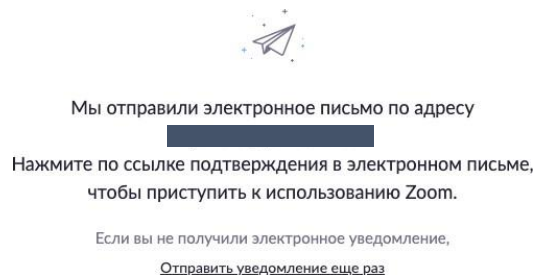 Мы отправили электронное письмо по адресу
Нажмите по ссылке подтверждения в электронном письме,
чтобы приступить к использованию Zoom.
Если вы не получили электронное уведомление,
Отправить уведомление еще раз